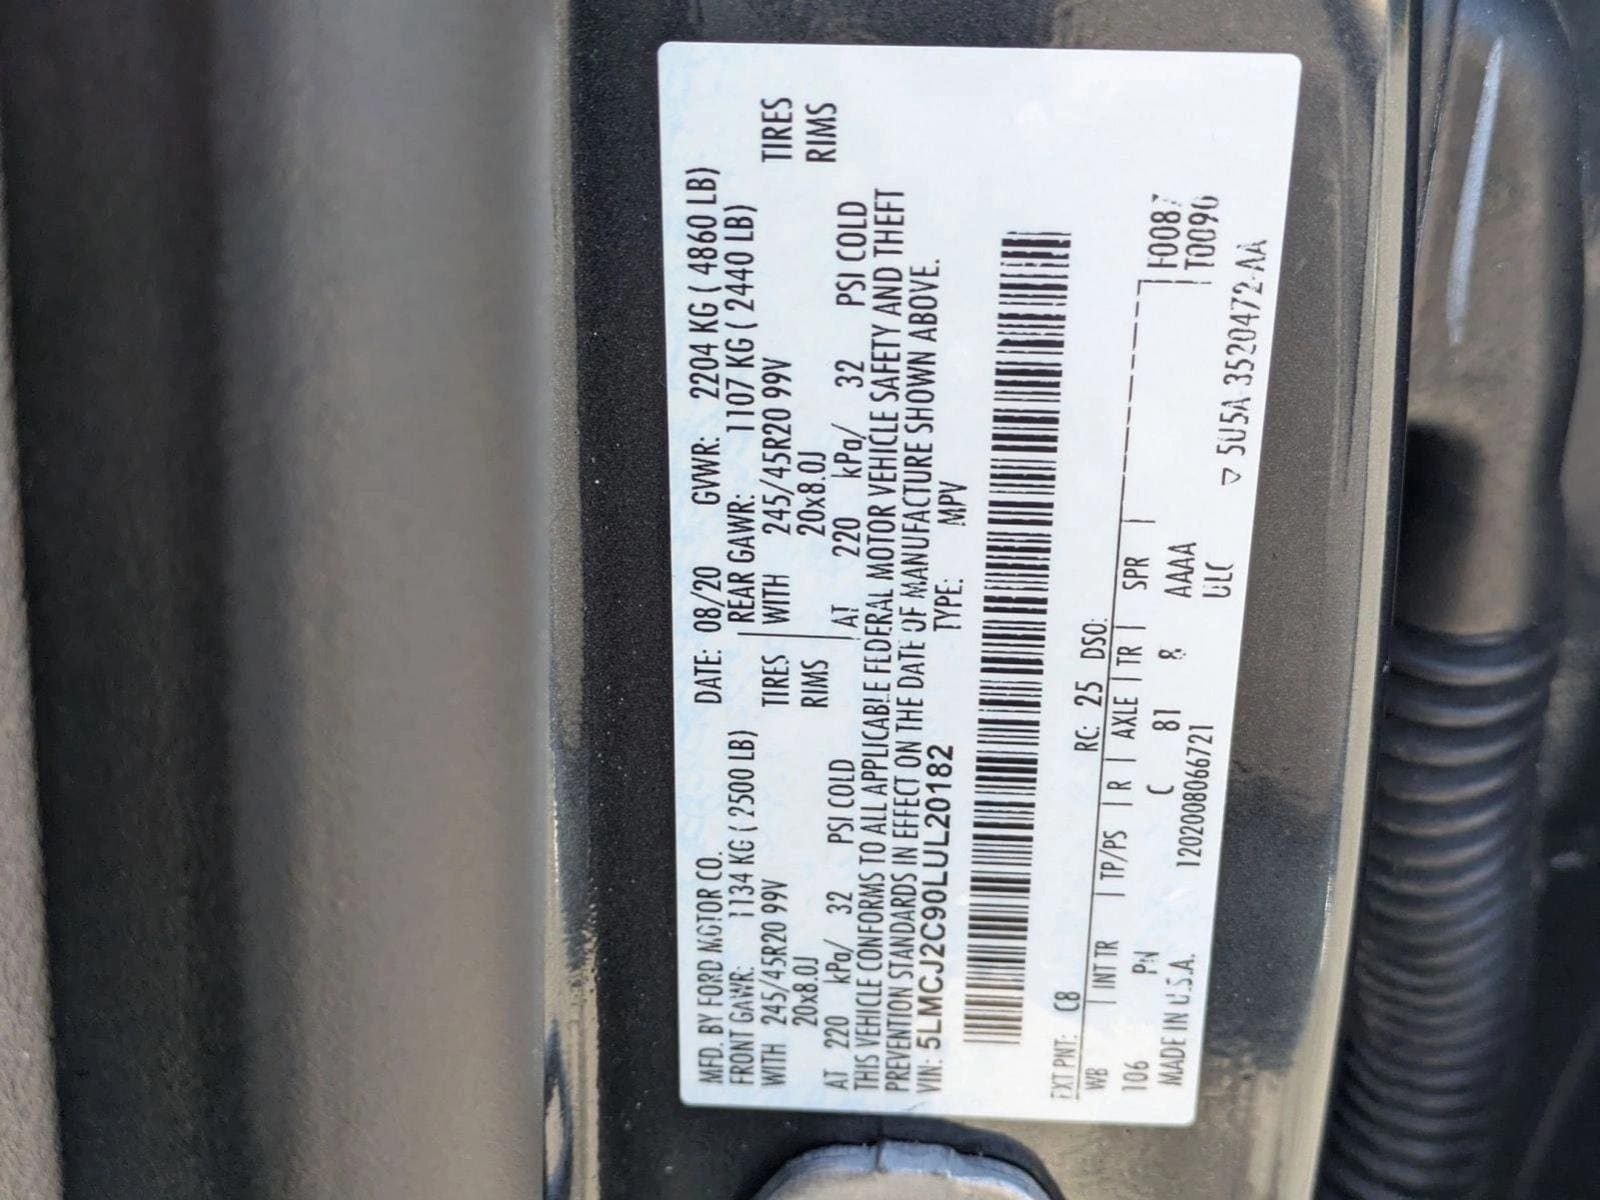 MFD. BY FORD MOTOR CO. DATE: 08/20 GVWR: 2204 KG ( 4860 LB)
FRONT GAWR: 1134 KG ( 2500 LB) REAR GAWR: 1107 KG ( 2440 LB)
WITH 245/45R20 99V TIRES WITH 245/45R20 99V TIRES
20x8.0J RIMS 20x8.0J RIMS
AT 220 kPa/ 32 PSI COLD AT 220 kPa/ 32 PSI COLD
THIS VEHICLE CONFORMS TO ALL APPLICABLE FEDERAL MOTOR VEHICLE SAFETY AND THEFT
PREVENTION STANDARDS IN EFFECT ON THE DATE OF MANUFACTURE SHOWN ABOVE.
VIN: 5LMCJ2C90LUL20182 TYPE: MPV
EXT PNT: C8 RC: 25 DSO:
WB | INT TR | TP/PS | R | AXLE | TR | SPR | F0087
106 PN C 81 8 AAAA T0090
MADE IN U.S.A. 120200806672​1 ULC
▽ 5U5A-3520472-AA